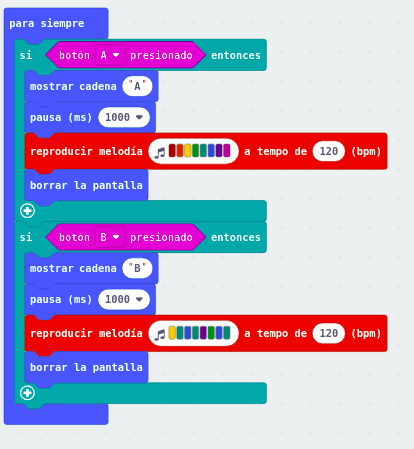 para siempre
si botón A presionado entonces
mostrar cadena "A"
pausa (ms) 1000
reproducir melodía a tempo de 120 (bpm)
borrar la pantalla
si botón B presionado entonces
mostrar cadena "B"
pausa (ms) 1000
reproducir melodía a tempo de 120 (bpm)
borrar la pantalla